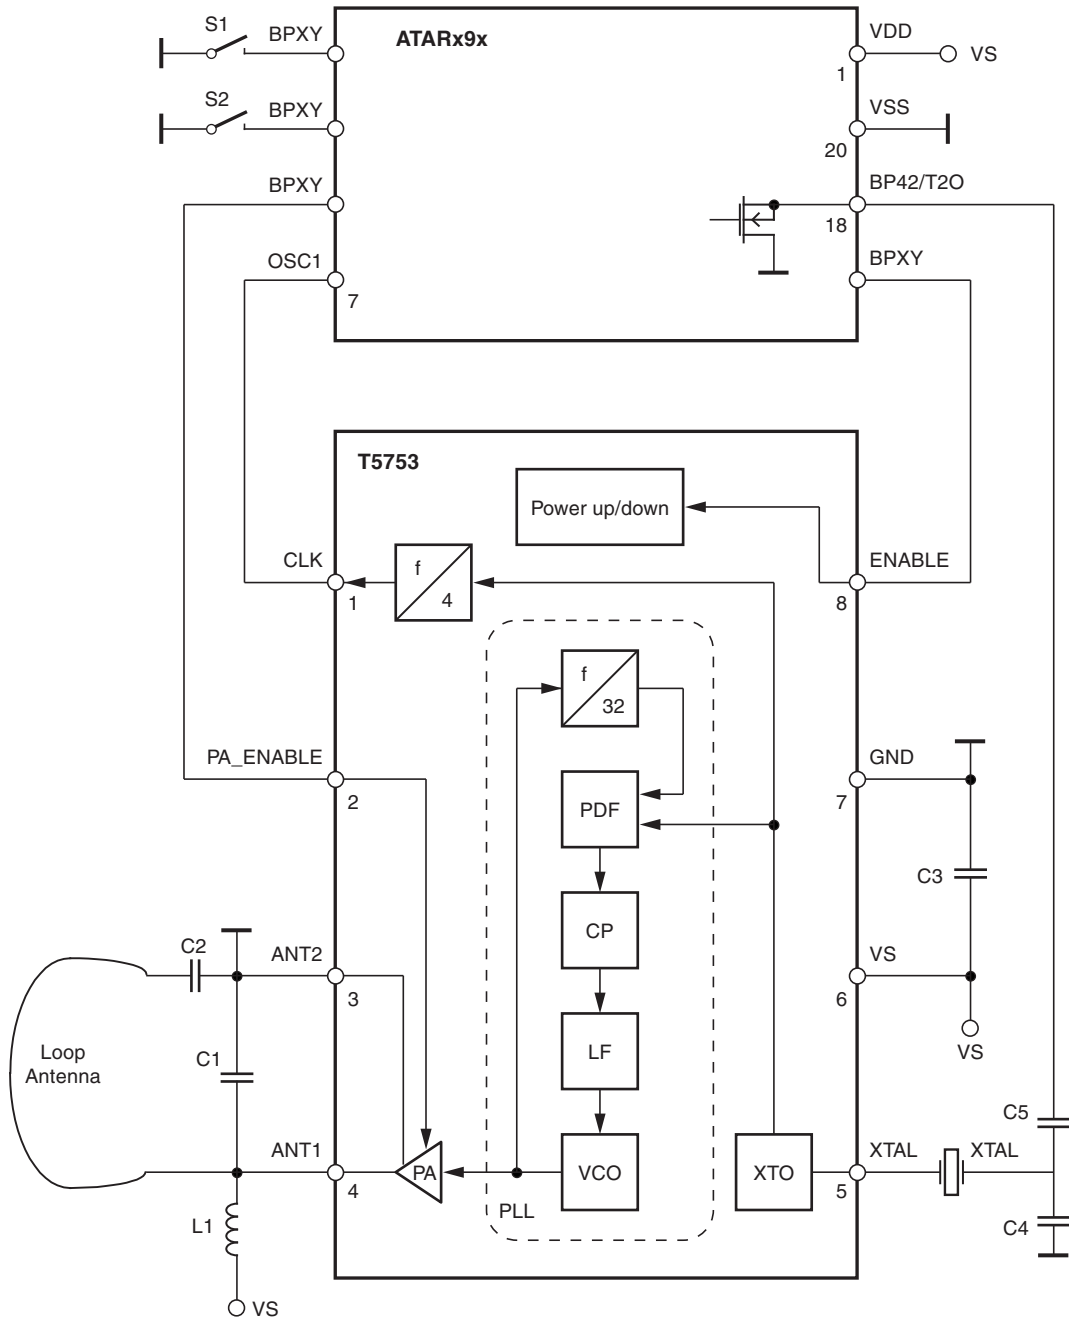 S1
BPXY
ATARx9x
VDD
1
VS
S2
BPXY
VSS
20
BPXY
BP42/T2O
18
OSC1
7
BPXY
T5753
Power up/down
CLK
1
f
4
ENABLE
8
f
32
PA_ENABLE
2
GND
7
PDF
C3
CP
C2
ANT2
3
VS
6
Loop
Antenna
C1
LF
VS
C5
ANT1
4
PA
VCO
XTO
XTAL
5
XTAL
PLL
L1
C4
VS